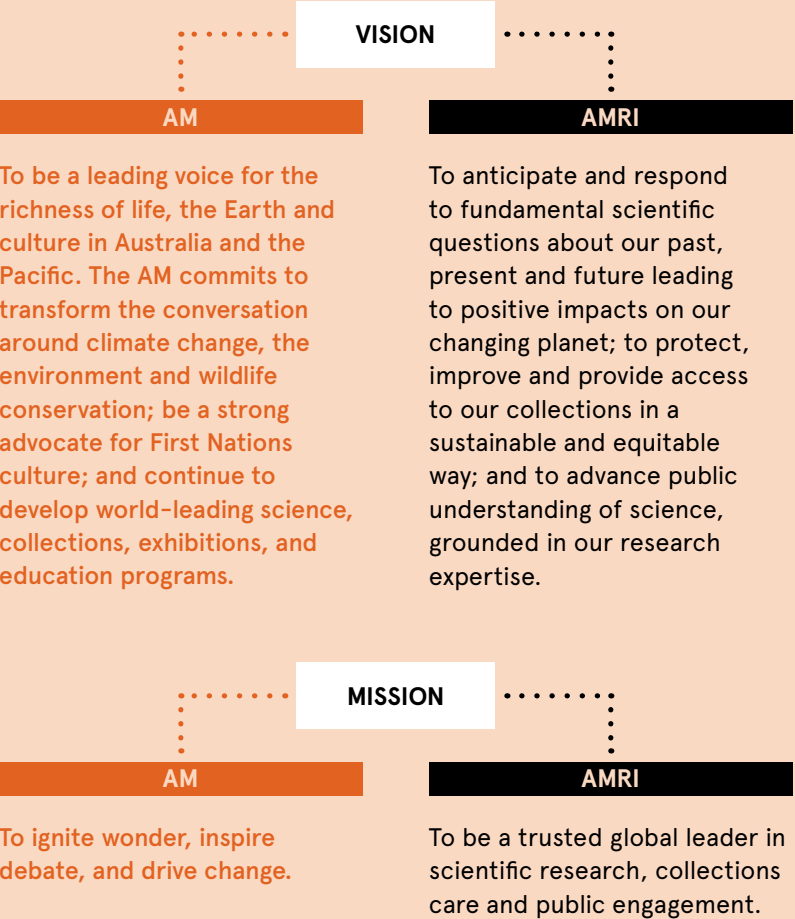 VISION
AM
To be a leading voice for the
richness of life, the Earth and
culture in Australia and the
Pacific. The AM commits to
transform the conversation
around climate change, the
environment and wildlife
conservation; be a strong
advocate for First Nations
culture; and continue to
develop world-leading science,
collections, exhibitions, and
education programs.
AMRI
To anticipate and respond
to fundamental scientific
questions about our past,
present and future leading
to positive impacts on our
changing planet; to protect,
improve and provide access
to our collections in a
sustainable and equitable
way; and to advance public
understanding of science,
grounded in our research
expertise.
MISSION
AM
To ignite wonder, inspire
debate, and drive change.
AMRI
To be a trusted global leader in
scientific research, collections
care and public engagement.